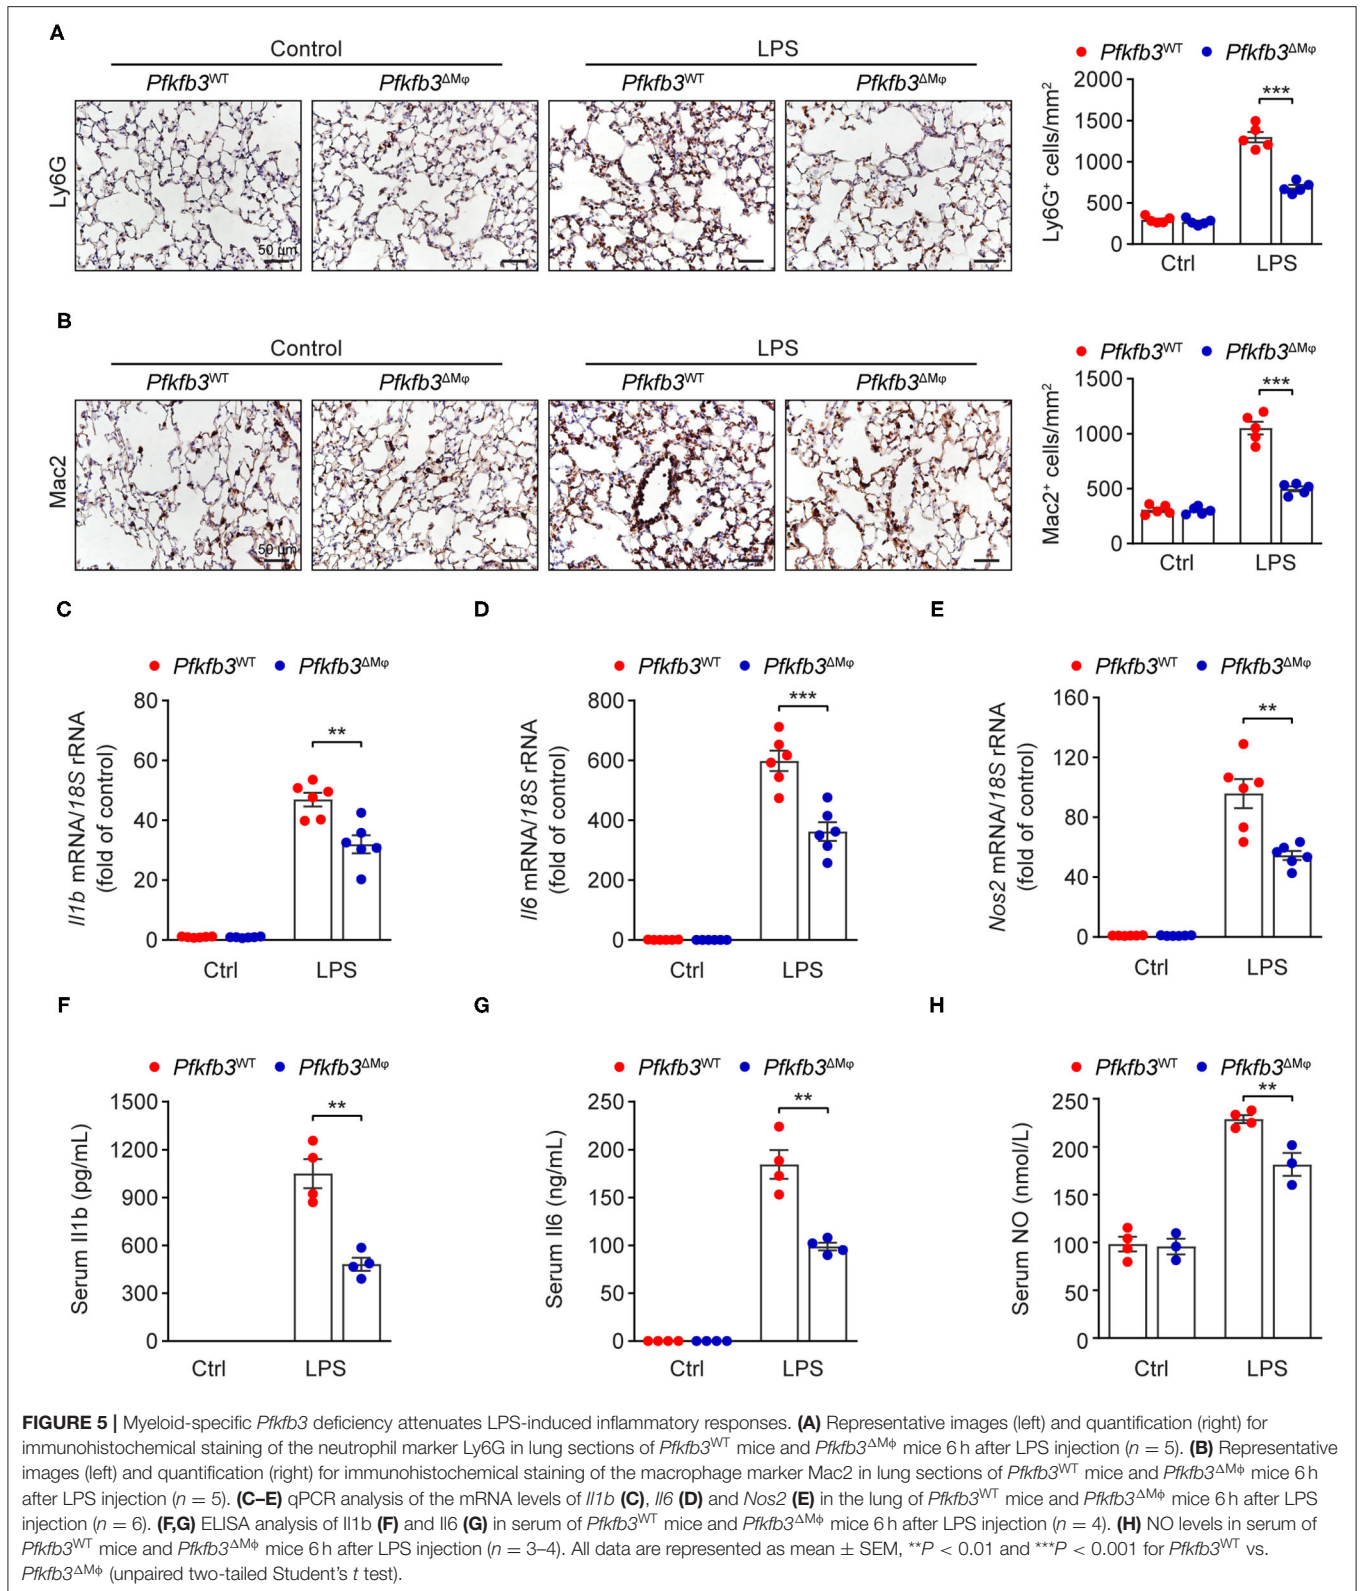 A
Control
LPS
Pfkfb3WT
Pfkfb3ΔMφ
Pfkfb3WT
Pfkfb3ΔMφ
Ly6G
50 µm
Pfkfb3WT
Pfkfb3ΔMφ
Ly6G+ cells/mm2
2000
1500
1000
500
0
***
Ctrl
LPS
B
Control
LPS
Pfkfb3WT
Pfkfb3ΔMφ
Pfkfb3WT
Pfkfb3ΔMφ
Mac2
50 µm
Pfkfb3WT
Pfkfb3ΔMφ
Mac2+ cells/mm2
1500
1000
500
0
***
Ctrl
LPS
C
Pfkfb3WT
Pfkfb3ΔMφ
Il1b mRNA/18S rRNA
(fold of control)
80
60
40
20
0
**
Ctrl
LPS
D
Pfkfb3WT
Pfkfb3ΔMφ
Il6 mRNA/18S rRNA
(fold of control)
800
600
400
200
0
***
Ctrl
LPS
E
Pfkfb3WT
Pfkfb3ΔMφ
Nos2 mRNA/18S rRNA
(fold of control)
160
120
80
40
0
**
Ctrl
LPS
F
Pfkfb3WT
Pfkfb3ΔMφ
Serum Il1b (pg/mL)
1500
1200
900
600
300
0
**
Ctrl
LPS
G
Pfkfb3WT
Pfkfb3ΔMφ
Serum Il6 (ng/mL)
250
200
150
100
50
0
**
Ctrl
LPS
H
Pfkfb3WT
Pfkfb3ΔMφ
Serum NO (nmol/L)
250
200
150
100
50
0
**
Ctrl
LPS
FIGURE 5 | Myeloid-specific Pfkfb3 deficiency attenuates LPS-induced inflammatory responses. (A) Representative images (left) and quantification (right) for
immunohistochemical staining of the neutrophil marker Ly6G in lung sections of Pfkfb3WT mice and Pfkfb3ΔMϕ mice 6 h after LPS injection (n = 5). (B) Representative
images (left) and quantification (right) for immunohistochemical staining of the macrophage marker Mac2 in lung sections of Pfkfb3WT mice and Pfkfb3ΔMϕ mice 6 h
after LPS injection (n = 5). (C–E) qPCR analysis of the mRNA levels of Il1b (C), Il6 (D) and Nos2 (E) in the lung of Pfkfb3WT mice and Pfkfb3ΔMϕ mice 6 h after LPS
injection (n = 6). (F,G) ELISA analysis of Il1b (F) and Il6 (G) in serum of Pfkfb3WT mice and Pfkfb3ΔMϕ mice 6 h after LPS injection (n = 4). (H) NO levels in serum of
Pfkfb3WT mice and Pfkfb3ΔMϕ mice 6 h after LPS injection (n = 3–4). All data are represented as mean ± SEM, **P < 0.01 and ***P < 0.001 for Pfkfb3WT vs.
Pfkfb3ΔMϕ (unpaired two-tailed Student's t test).